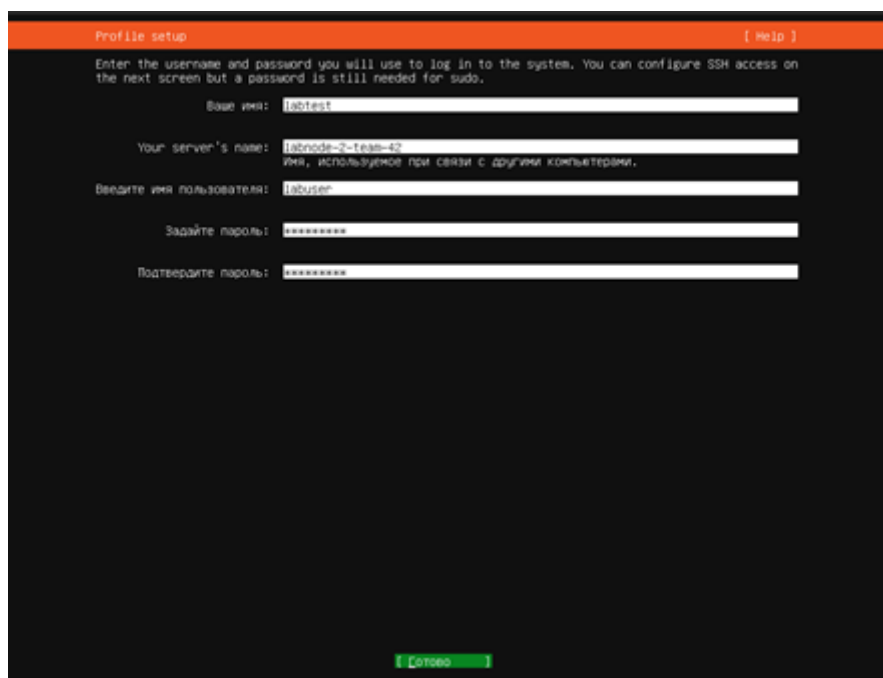 Profile setup [ Help ]
Enter the username and password you will use to log in to the system. You can configure SSH access on
the next screen but a password is still needed for sudo.
Ваше имя: labtest
Your server's name: labnode-2-team-42
Имя, используемое при связи с другими компьютерами.
Введите имя пользователя: labuser
Задайте пароль: *********
Подтвердите пароль: *********
[ Готово ]